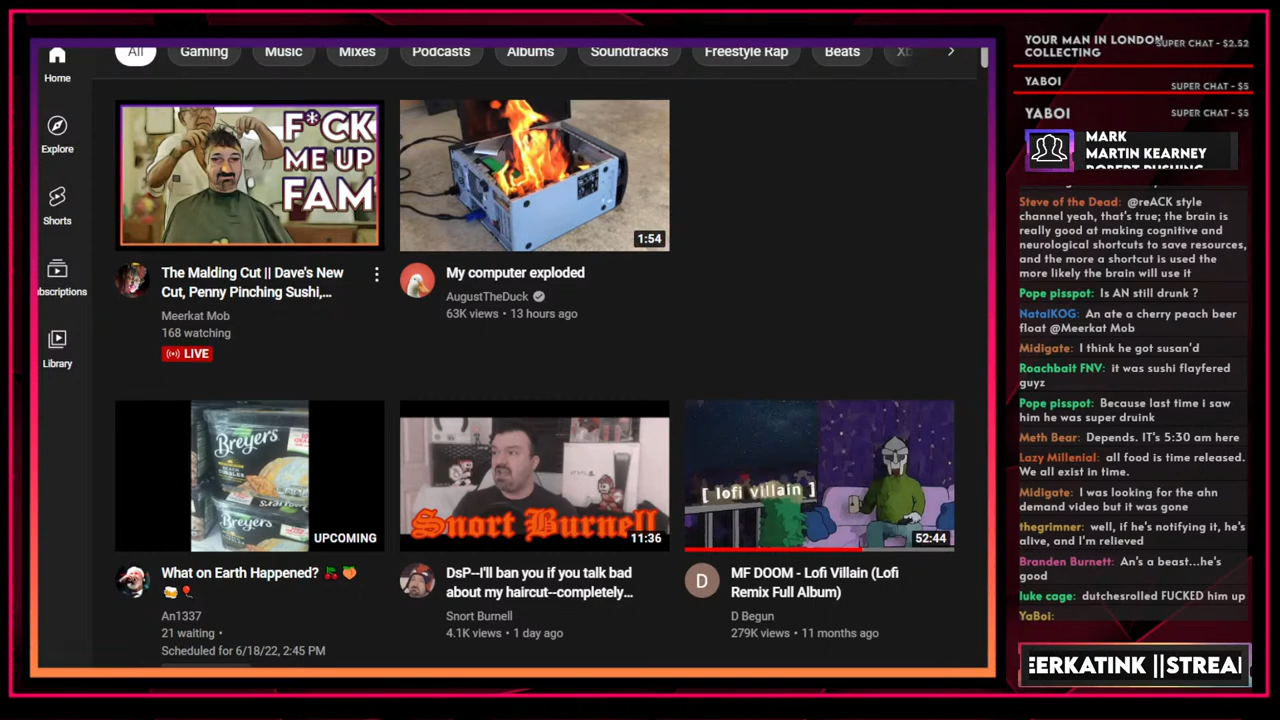 All
Gaming
Music
Mixes
Podcasts
Albums
Soundtracks
Freestyle Rap
Beats
Home
Explore
Shorts
bscriptions
Library
F*CK
ME UP
FAM
The Malding Cut || Dave's New
Cut, Penny Pinching Sushi,...
Meerkat Mob
168 watching
LIVE
1:54
My computer exploded
AugustTheDuck
63K views • 13 hours ago
Breyers
Breyers
UPCOMING
What on Earth Happened? 🍒🍑
🍻🎈
An1337
21 waiting •
Scheduled for 6/18/22, 2:45 PM
Snort Burnell
11:36
DsP--I'll ban you if you talk bad
about my haircut--completely...
Snort Burnell
4.1K views • 1 day ago
[ lofi villain ]
52:44
D
MF DOOM - Lofi Villain (Lofi
Remix Full Album)
D Begun
279K views • 11 months ago
YOUR MAN IN LONDON
COLLECTING
SUPER CHAT - $2.52
YABOI
SUPER CHAT - $5
YABOI
SUPER CHAT - $5
MARK
MARTIN KEARNEY
Steve of the Dead: @reACK style
channel yeah, that's true; the brain is
really good at making cognitive and
neurological shortcuts to save resources,
and the more a shortcut is used the
more likely the brain will use it
Pope pisspot: Is AN still drunk ?
NatalKOG: An ate a cherry peach beer
float @Meerkat Mob
Midigate: I think he got susan'd
Roachbait FNV: it was sushi flayfered
guyz
Pope pisspot: Because last time i saw
him he was super druink
Meth Bear: Depends. IT's 5:30 am here
Lazy Millenial: all food is time released.
We all exist in time.
Midigate: I was looking for the ahn
demand video but it was gone
thegrimner: well, if he's notifying it, he's
alive, and I'm relieved
Branden Burnett: An's a beast...he's
good
luke cage: dutchesrolled FUCKED him up
YaBoi:
EERKATINK ||STREA